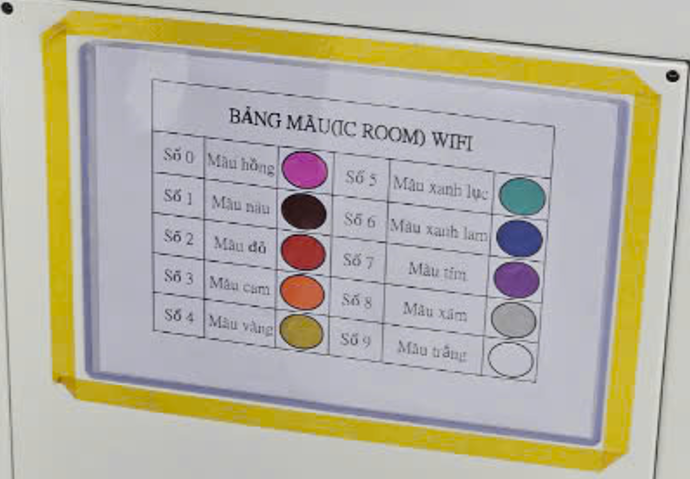 BẢNG MÀU(IC ROOM) WIFI
Số 0 Màu hồng Số 5 Màu xanh lục
Số 1 Màu nâu Số 6 Màu xanh lam
Số 2 Màu đỏ Số 7 Màu tím
Số 3 Màu cam Số 8 Màu xám
Số 4 Màu vàng Số 9 Màu trắng